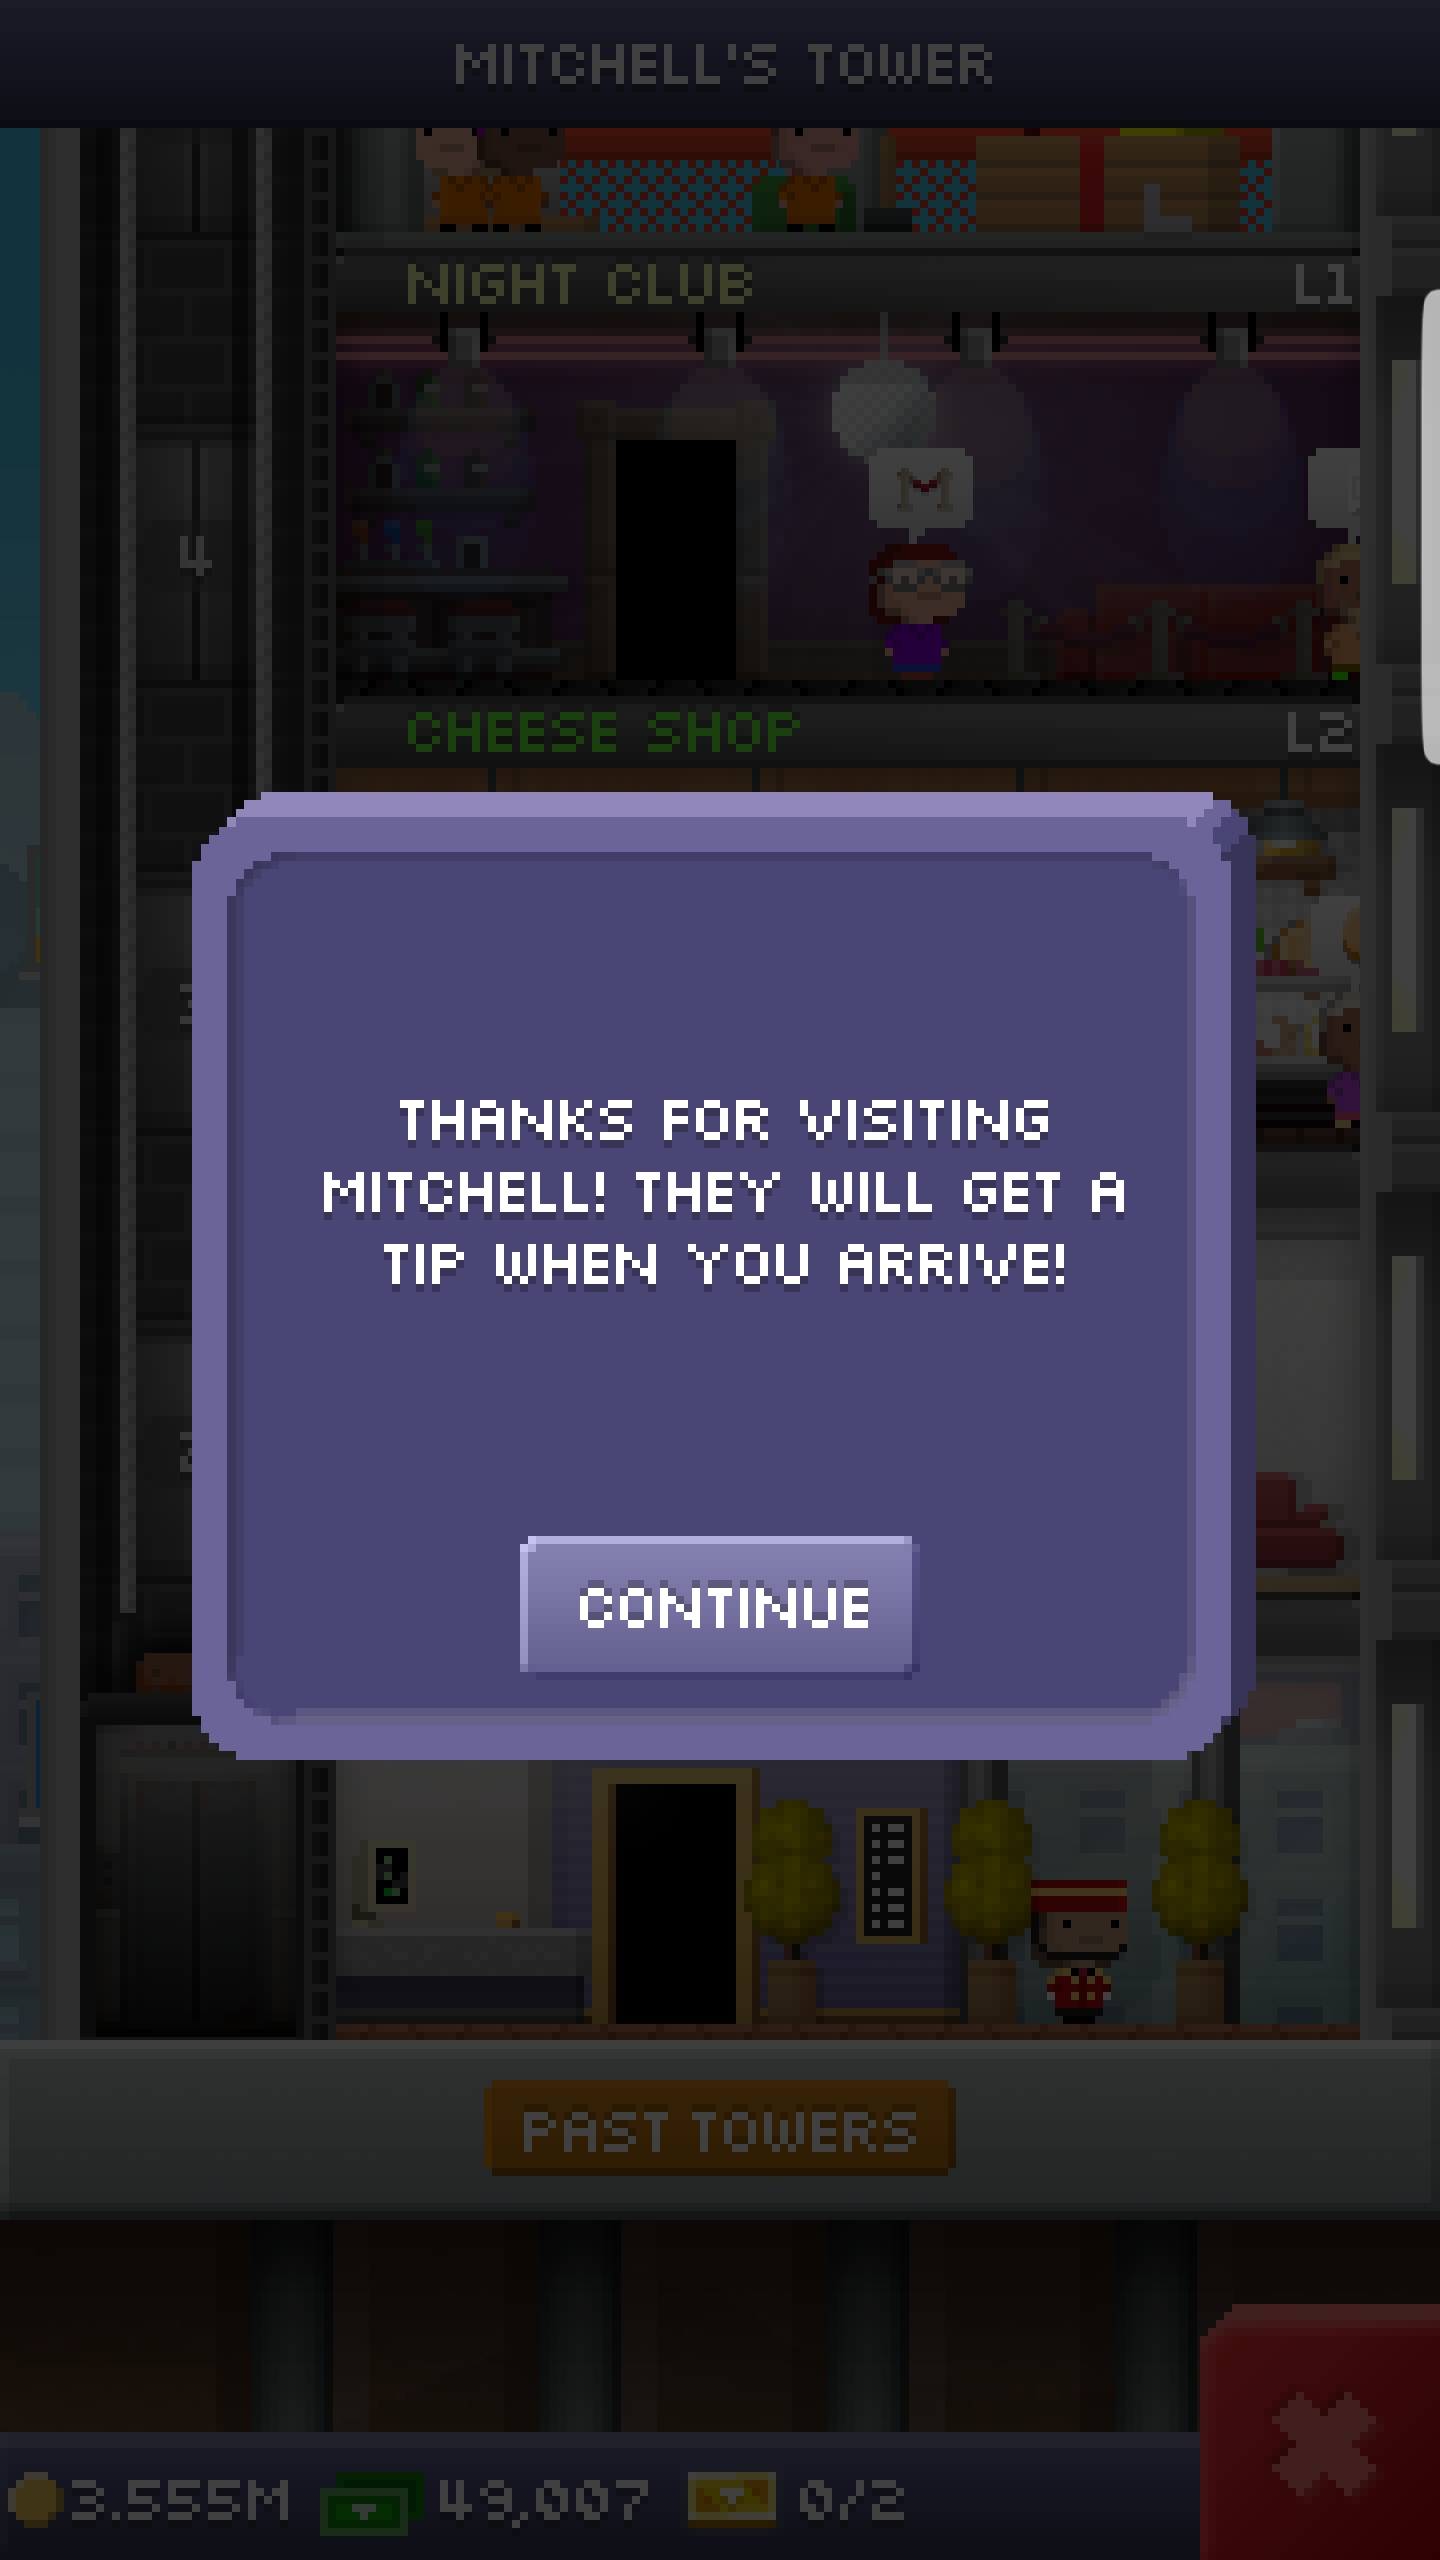 MITCHELL'S TOWER
NIGHT CLUB L1
4
CHEESE SHOP L2
THANKS FOR VISITING
MITCHELL! THEY WILL GET A
TIP WHEN YOU ARRIVE!
CONTINUE
PAST TOWERS
3.555M 49,007 0/2